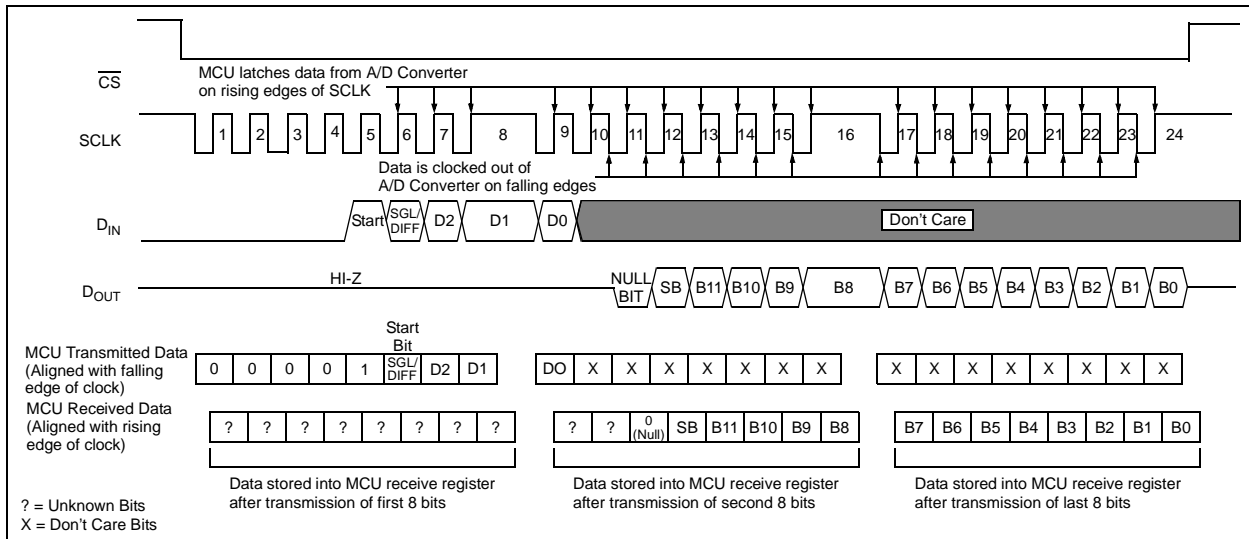 CS
MCU latches data from A/D Converter
on rising edges of SCLK
SCLK
1 2 3 4 5 6 7 8 9 10 11 12 13 14 15 16 17 18 19 20 21 22 23 24
Data is clocked out of
A/D Converter on falling edges
DIN
Start SGL/DIFF D2 D1 D0 Don't Care
HI-Z
DOUT
NULL BIT SB B11 B10 B9 B8 B7 B6 B5 B4 B3 B2 B1 B0
Start
Bit
MCU Transmitted Data
(Aligned with falling
edge of clock)
0 0 0 0 1 SGL/DIFF D2 D1 DO X X X X X X X X X X X X X X X
MCU Received Data
(Aligned with rising
edge of clock)
? ? ? ? ? ? ? ? ? ? 0 (Null) SB B11 B10 B9 B8 B7 B6 B5 B4 B3 B2 B1 B0
Data stored into MCU receive register
after transmission of first 8 bits
Data stored into MCU receive register
after transmission of second 8 bits
Data stored into MCU receive register
after transmission of last 8 bits
? = Unknown Bits
X = Don't Care Bits